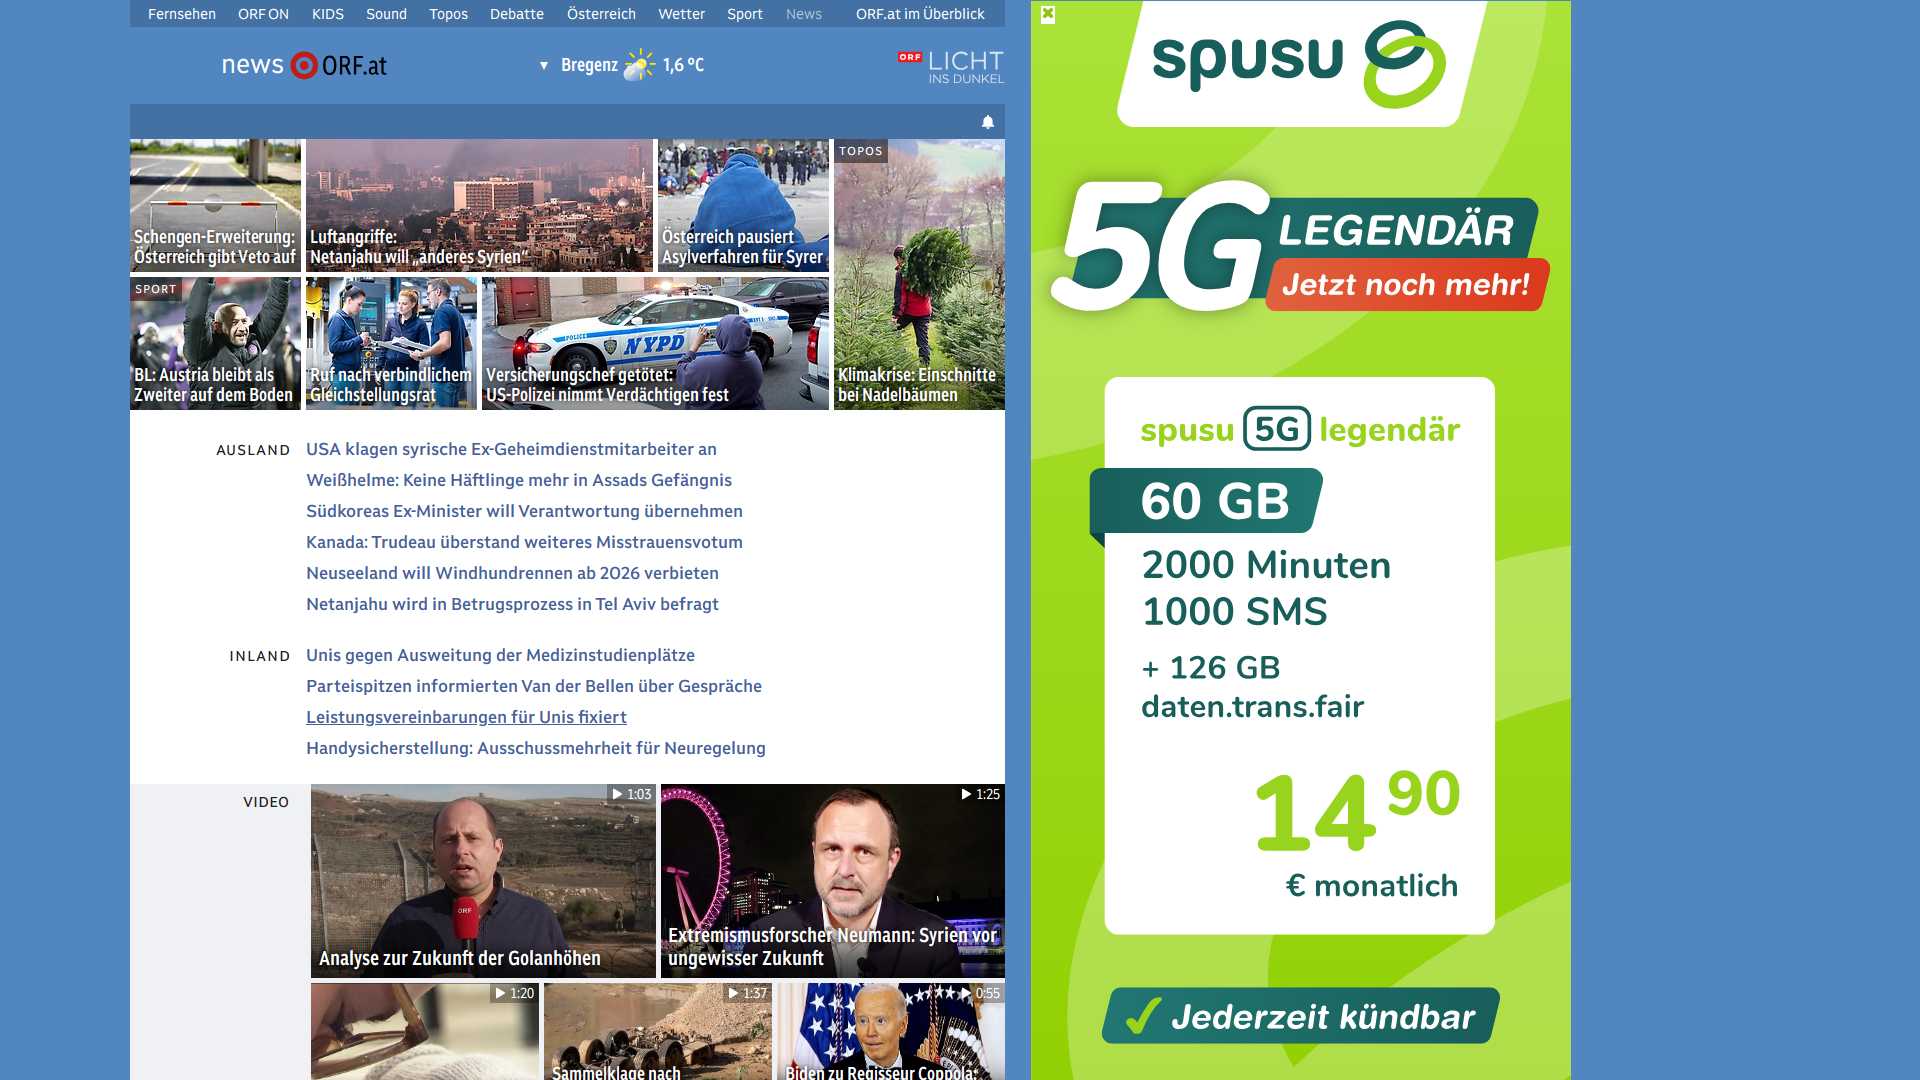 Fernsehen ORF ON KIDS Sound Topos Debatte Österreich Wetter Sport News ORF.at im Überblick
news ORF.at
▼ Bregenz 1,6 °C
ORF LICHT
INS DUNKEL
Schengen-Erweiterung:
Österreich gibt Veto auf
Luftangriffe:
Netanjahu will „anderes Syrien“
Österreich pausiert
Asylverfahren für Syrer
TOPOS
Klimakrise: Einschnitte
bei Nadelbäumen
SPORT
BL: Austria bleibt als
Zweiter auf dem Boden
Ruf nach verbindlichem
Gleichstellungsrat
POLICE
NYPD
Versicherungschef getötet:
US-Polizei nimmt Verdächtigen fest
AUSLAND
USA klagen syrische Ex-Geheimdienstmitarbeiter an
Weißhelme: Keine Häftlinge mehr in Assads Gefängnis
Südkoreas Ex-Minister will Verantwortung übernehmen
Kanada: Trudeau überstand weiteres Misstrauensvotum
Neuseeland will Windhundrennen ab 2026 verbieten
Netanjahu wird in Betrugsprozess in Tel Aviv befragt
INLAND
Unis gegen Ausweitung der Medizinstudienplätze
Parteispitzen informierten Van der Bellen über Gespräche
Leistungsvereinbarungen für Unis fixiert
Handysicherstellung: Ausschussmehrheit für Neuregelung
VIDEO
1:03
ORF
Analyse zur Zukunft der Golanhöhen
1:25
Extremismusforscher Neumann: Syrien vor
ungewisser Zukunft
1:20
1:37
Sammelklage nach
0:55
Biden zu Regisseur Coppola:
spusu
5G LEGENDÄR
Jetzt noch mehr!
spusu 5G legendär
60 GB
2000 Minuten
1000 SMS
+ 126 GB
daten.trans.fair
14 90
€ monatlich
Jederzeit kündbar